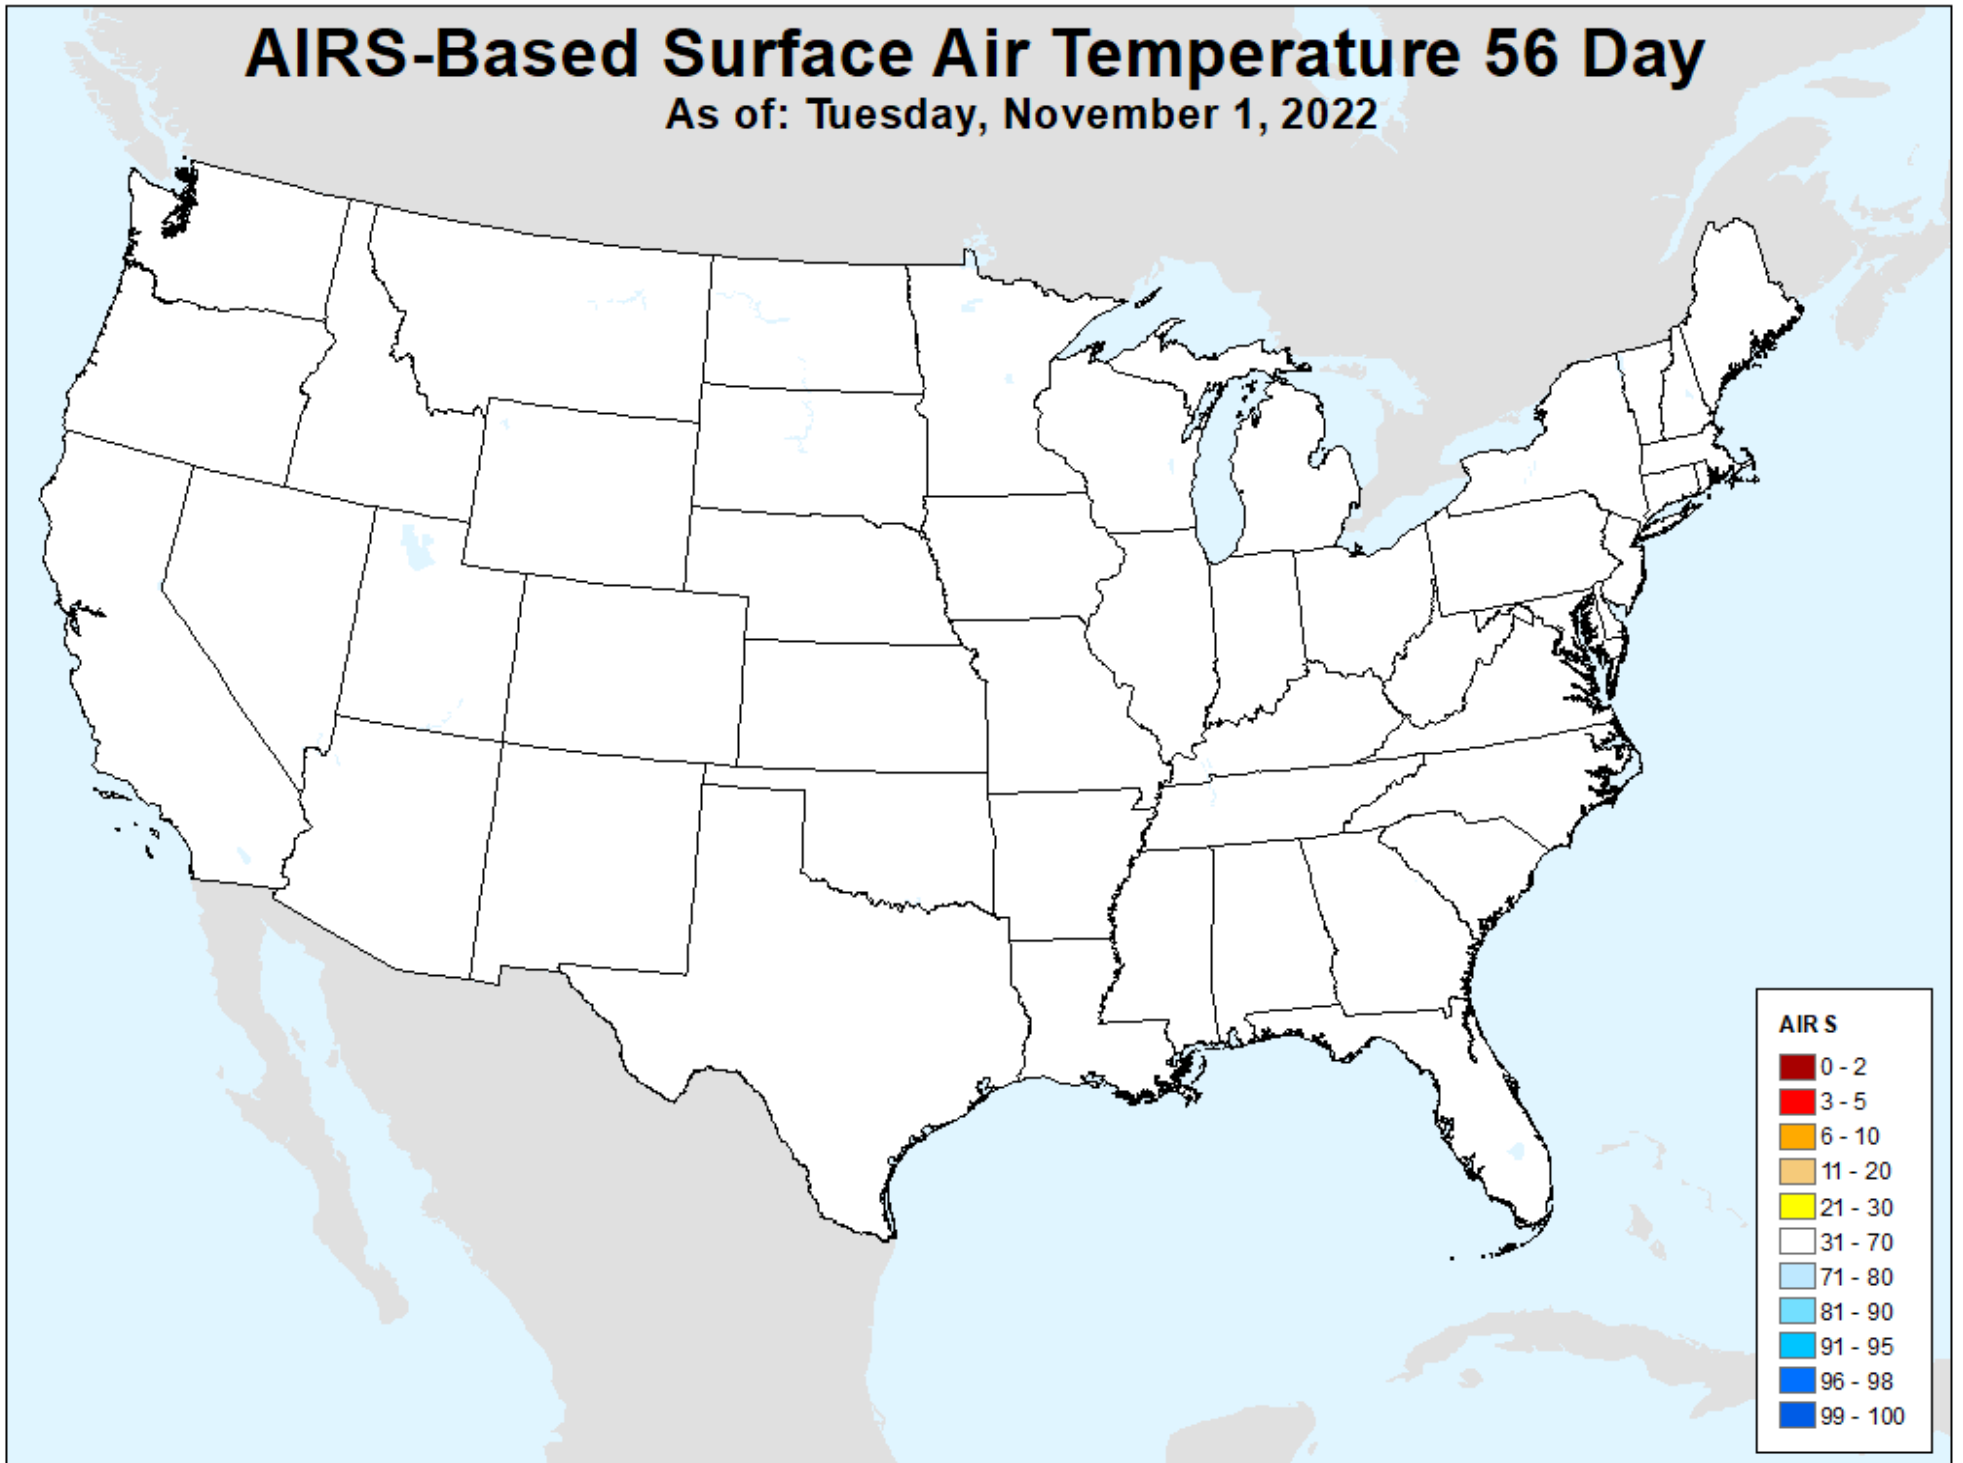 AIRS-Based Surface Air Temperature 56 Day
As of: Tuesday, November 1, 2022
AIRS
0 - 2
3 - 5
6 - 10
11 - 20
21 - 30
31 - 70
71 - 80
81 - 90
91 - 95
96 - 98
99 - 100